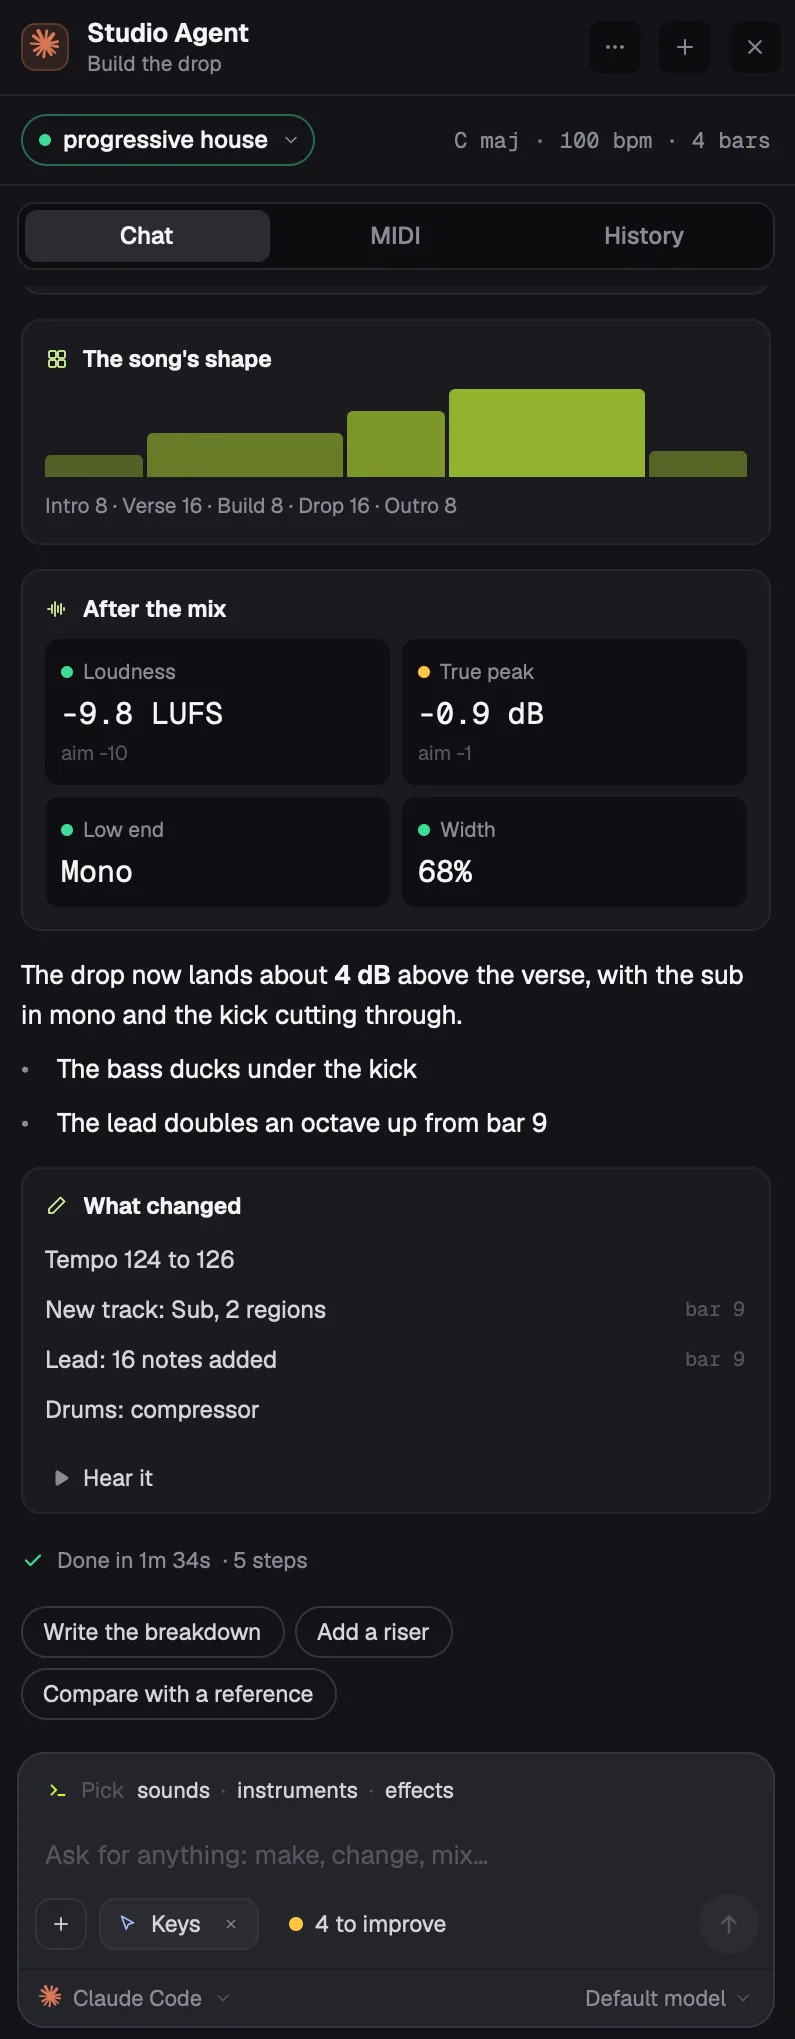 Studio Agent
Build the drop
progressive house
C maj · 100 bpm · 4 bars
Chat
MIDI
History
The song's shape
Intro 8 · Verse 16 · Build 8 · Drop 16 · Outro 8
After the mix
Loudness
-9.8 LUFS
aim -10
True peak
-0.9 dB
aim -1
Low end
Mono
Width
68%
The drop now lands about 4 dB above the verse, with the sub
in mono and the kick cutting through.
• The bass ducks under the kick
• The lead doubles an octave up from bar 9
What changed
Tempo 124 to 126
New track: Sub, 2 regions bar 9
Lead: 16 notes added bar 9
Drums: compressor
Hear it
Done in 1m 34s · 5 steps
Write the breakdown
Add a riser
Compare with a reference
Pick sounds · instruments · effects
Ask for anything: make, change, mix...
Keys
4 to improve
Claude Code
Default model